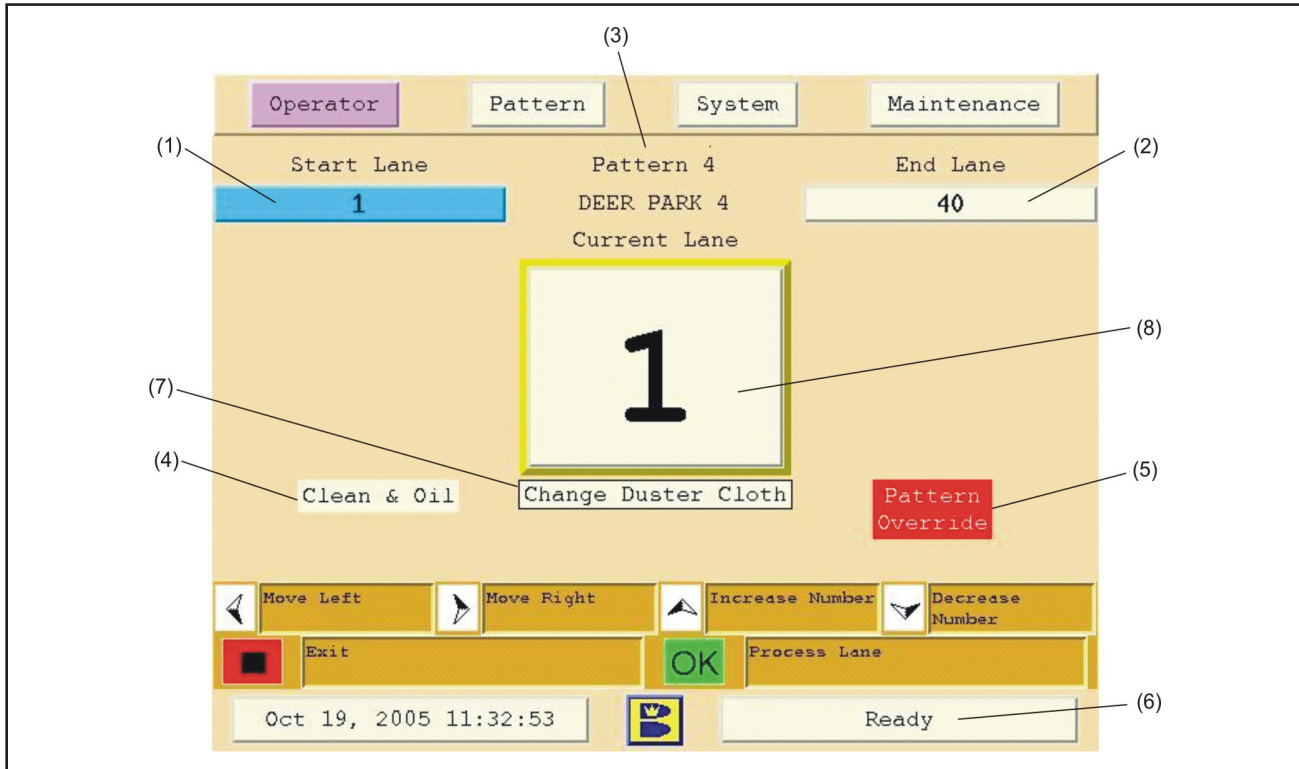 (3)
Operator Pattern System Maintenance
(1) (2)
Start Lane Pattern 4 End Lane
1 DEER PARK 4 40
Current Lane
1
(8)
(7)
(4) (5)
Clean & Oil Change Duster Cloth Pattern
Override
Move Left Move Right Increase Number Decrease
Number
Exit OK Process Lane
(6)
Oct 19, 2005 11:32:53 Ready